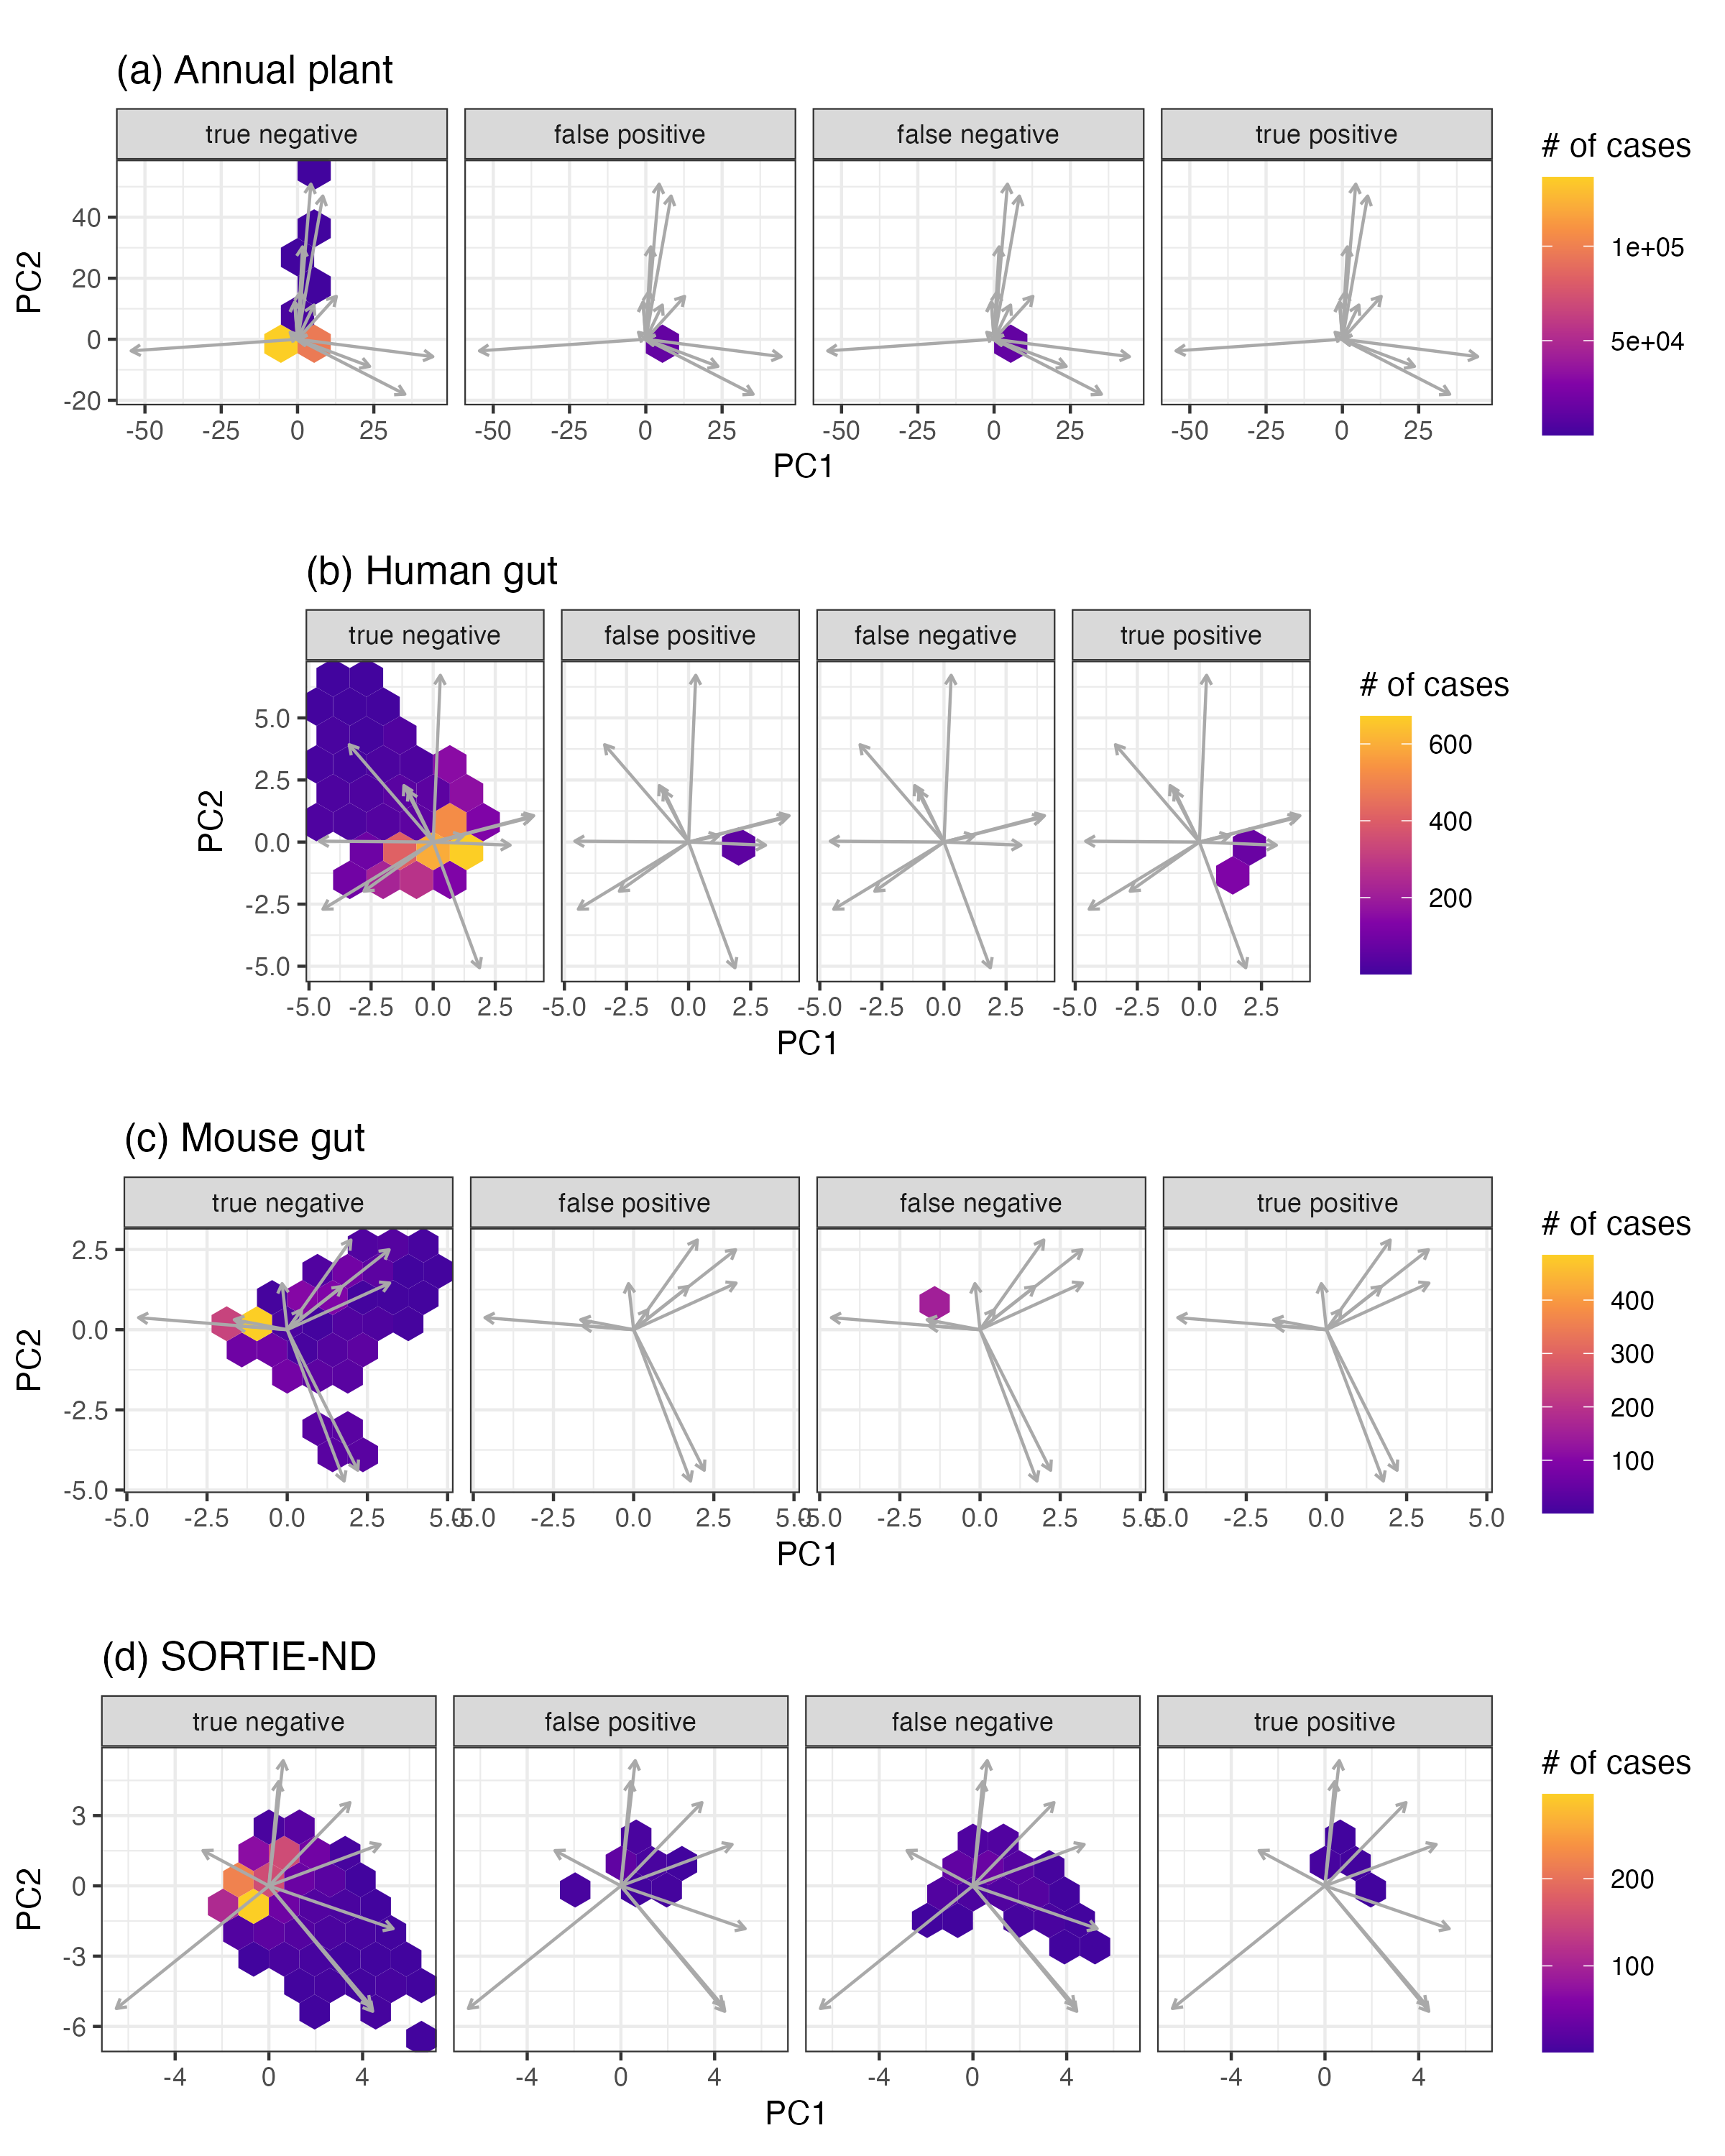 (a) Annual plant
true negative false positive false negative true positive
# of cases
1e+05
5e+04
PC2
40
20
0
-20
-50 -25 0 25 -50 -25 0 25 -50 -25 0 25 -50 -25 0 25
PC1
(b) Human gut
true negative false positive false negative true positive
# of cases
600
400
200
PC2
5.0
2.5
0.0
-2.5
-5.0
-5.0 -2.5 0.0 2.5 -5.0 -2.5 0.0 2.5 -5.0 -2.5 0.0 2.5 -5.0 -2.5 0.0 2.5
PC1
(c) Mouse gut
true negative false positive false negative true positive
# of cases
400
300
200
100
PC2
2.5
0.0
-2.5
-5.0
-5.0 -2.5 0.0 2.5 5.0 -5.0 -2.5 0.0 2.5 5.0 -5.0 -2.5 0.0 2.5 5.0 -5.0 -2.5 0.0 2.5 5.0
PC1
(d) SORTIE-ND
true negative false positive false negative true positive
# of cases
200
100
PC2
3
0
-3
-6
-4 0 4 -4 0 4 -4 0 4 -4 0 4
PC1